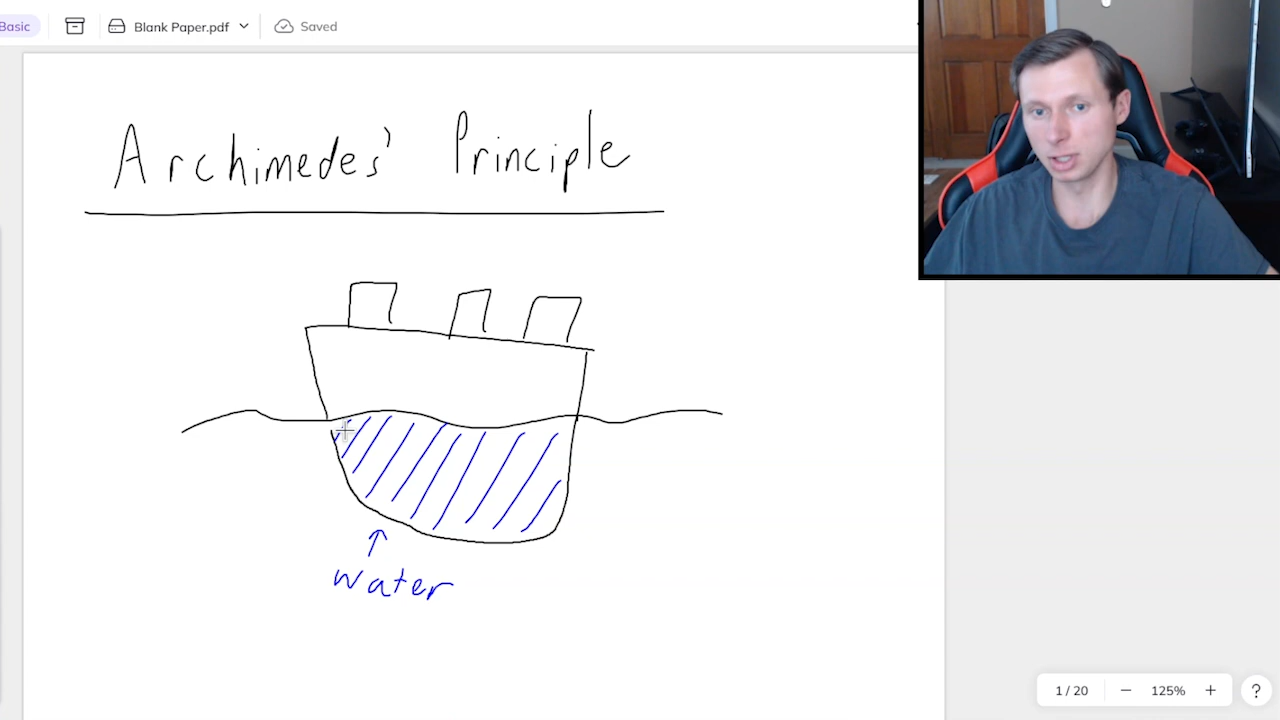 Basic Blank Paper.pdf Saved
Archimedes' Principle
water
1 / 20 − 125% + ?